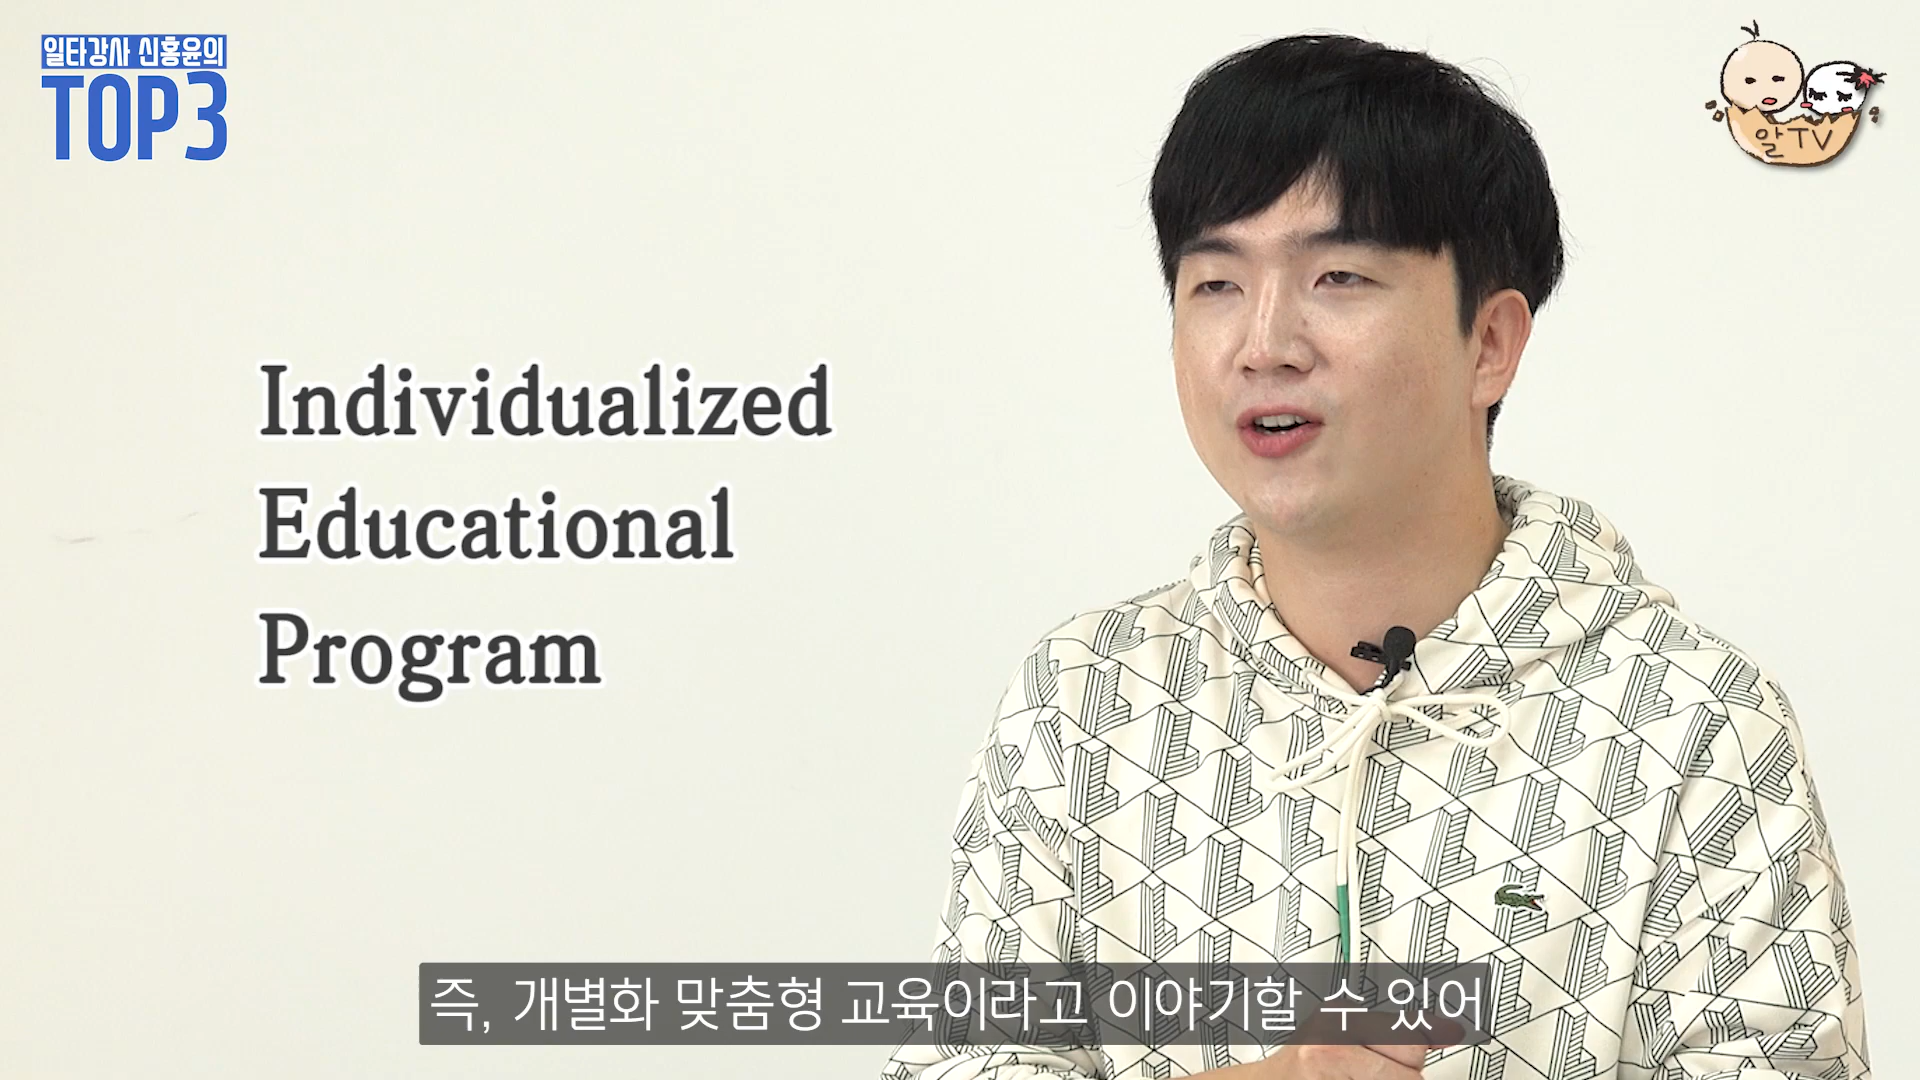 일타강사 신홍윤의
TOP3
알TV
Individualized
Educational
Program
즉, 개별화 맞춤형 교육이라고 이야기할 수 있어